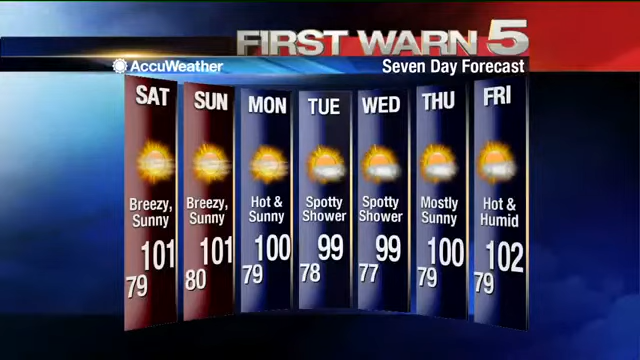 FIRST WARN 5
AccuWeather
Seven Day Forecast
SAT SUN MON TUE WED THU FRI
Breezy, Sunny
Breezy, Sunny
Hot & Sunny
Spotty Shower
Spotty Shower
Mostly Sunny
Hot & Humid
101 101 100 99 99 100 102
79 80 79 78 77 79 79